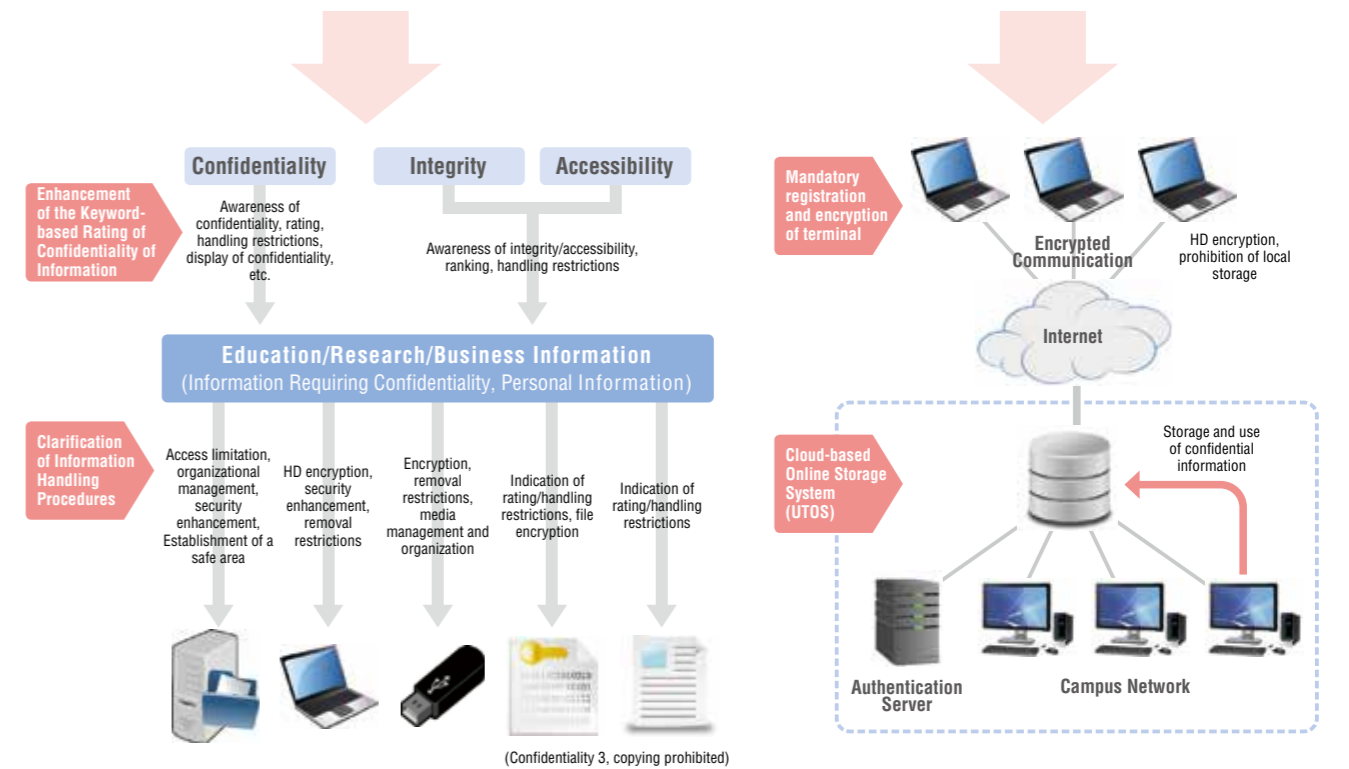 Confidentiality
Integrity
Accessibility
Enhancement
of the Keyword-
based Rating of
Confidentiality of
Information
Awareness of
confidentiality, rating,
handling restrictions,
display of confidentiality,
etc.
Awareness of integrity/accessibility,
ranking, handling restrictions
Education/Research/Business Information
(Information Requiring Confidentiality, Personal Information)
Clarification
of Information
Handling
Procedures
Access limitation,
organizational
management,
security
enhancement,
Establishment of a
safe area
HD encryption,
security
enhancement,
removal
restrictions
Encryption,
removal
restrictions,
media
management and
organization
Indication of
rating/handling
restrictions, file
encryption
Indication of
rating/handling
restrictions
(Confidentiality 3, copying prohibited)
Mandatory
registration
and encryption
of terminal
Encrypted
Communication
HD encryption,
prohibition of local
storage
Internet
Cloud-based
Online Storage
System
(UTOS)
Storage and use
of confidential
information
Authentication
Server
Campus Network